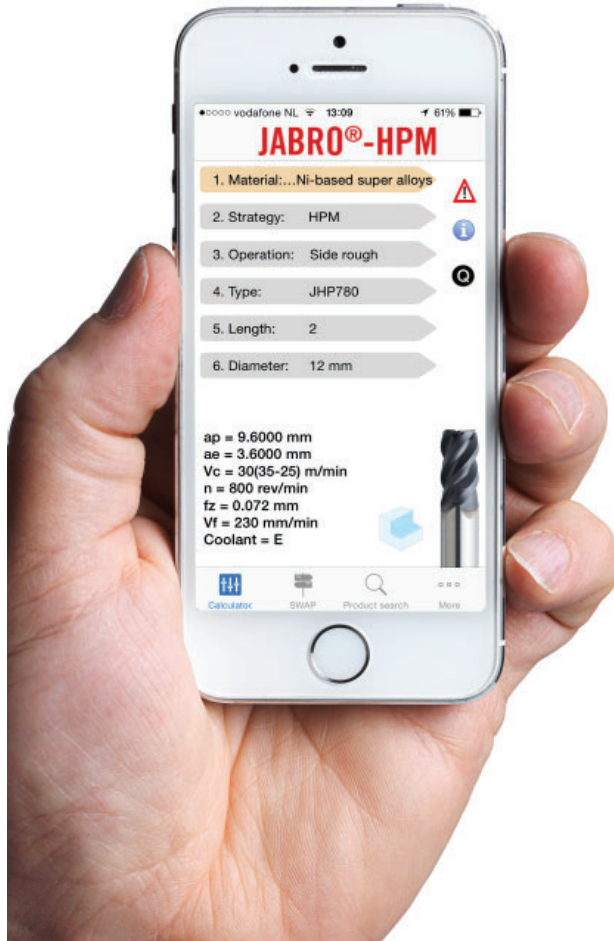 vodafone NL 13:09 61%
JABRO®-HPM
1. Material:...Ni-based super alloys
2. Strategy: HPM
3. Operation: Side rough
4. Type: JHP780
5. Length: 2
6. Diameter: 12 mm
ap = 9.6000 mm
ae = 3.6000 mm
Vc = 30(35-25) m/min
n = 800 rev/min
fz = 0.072 mm
Vf = 230 mm/min
Coolant = E
Calculator SWAP Product search More